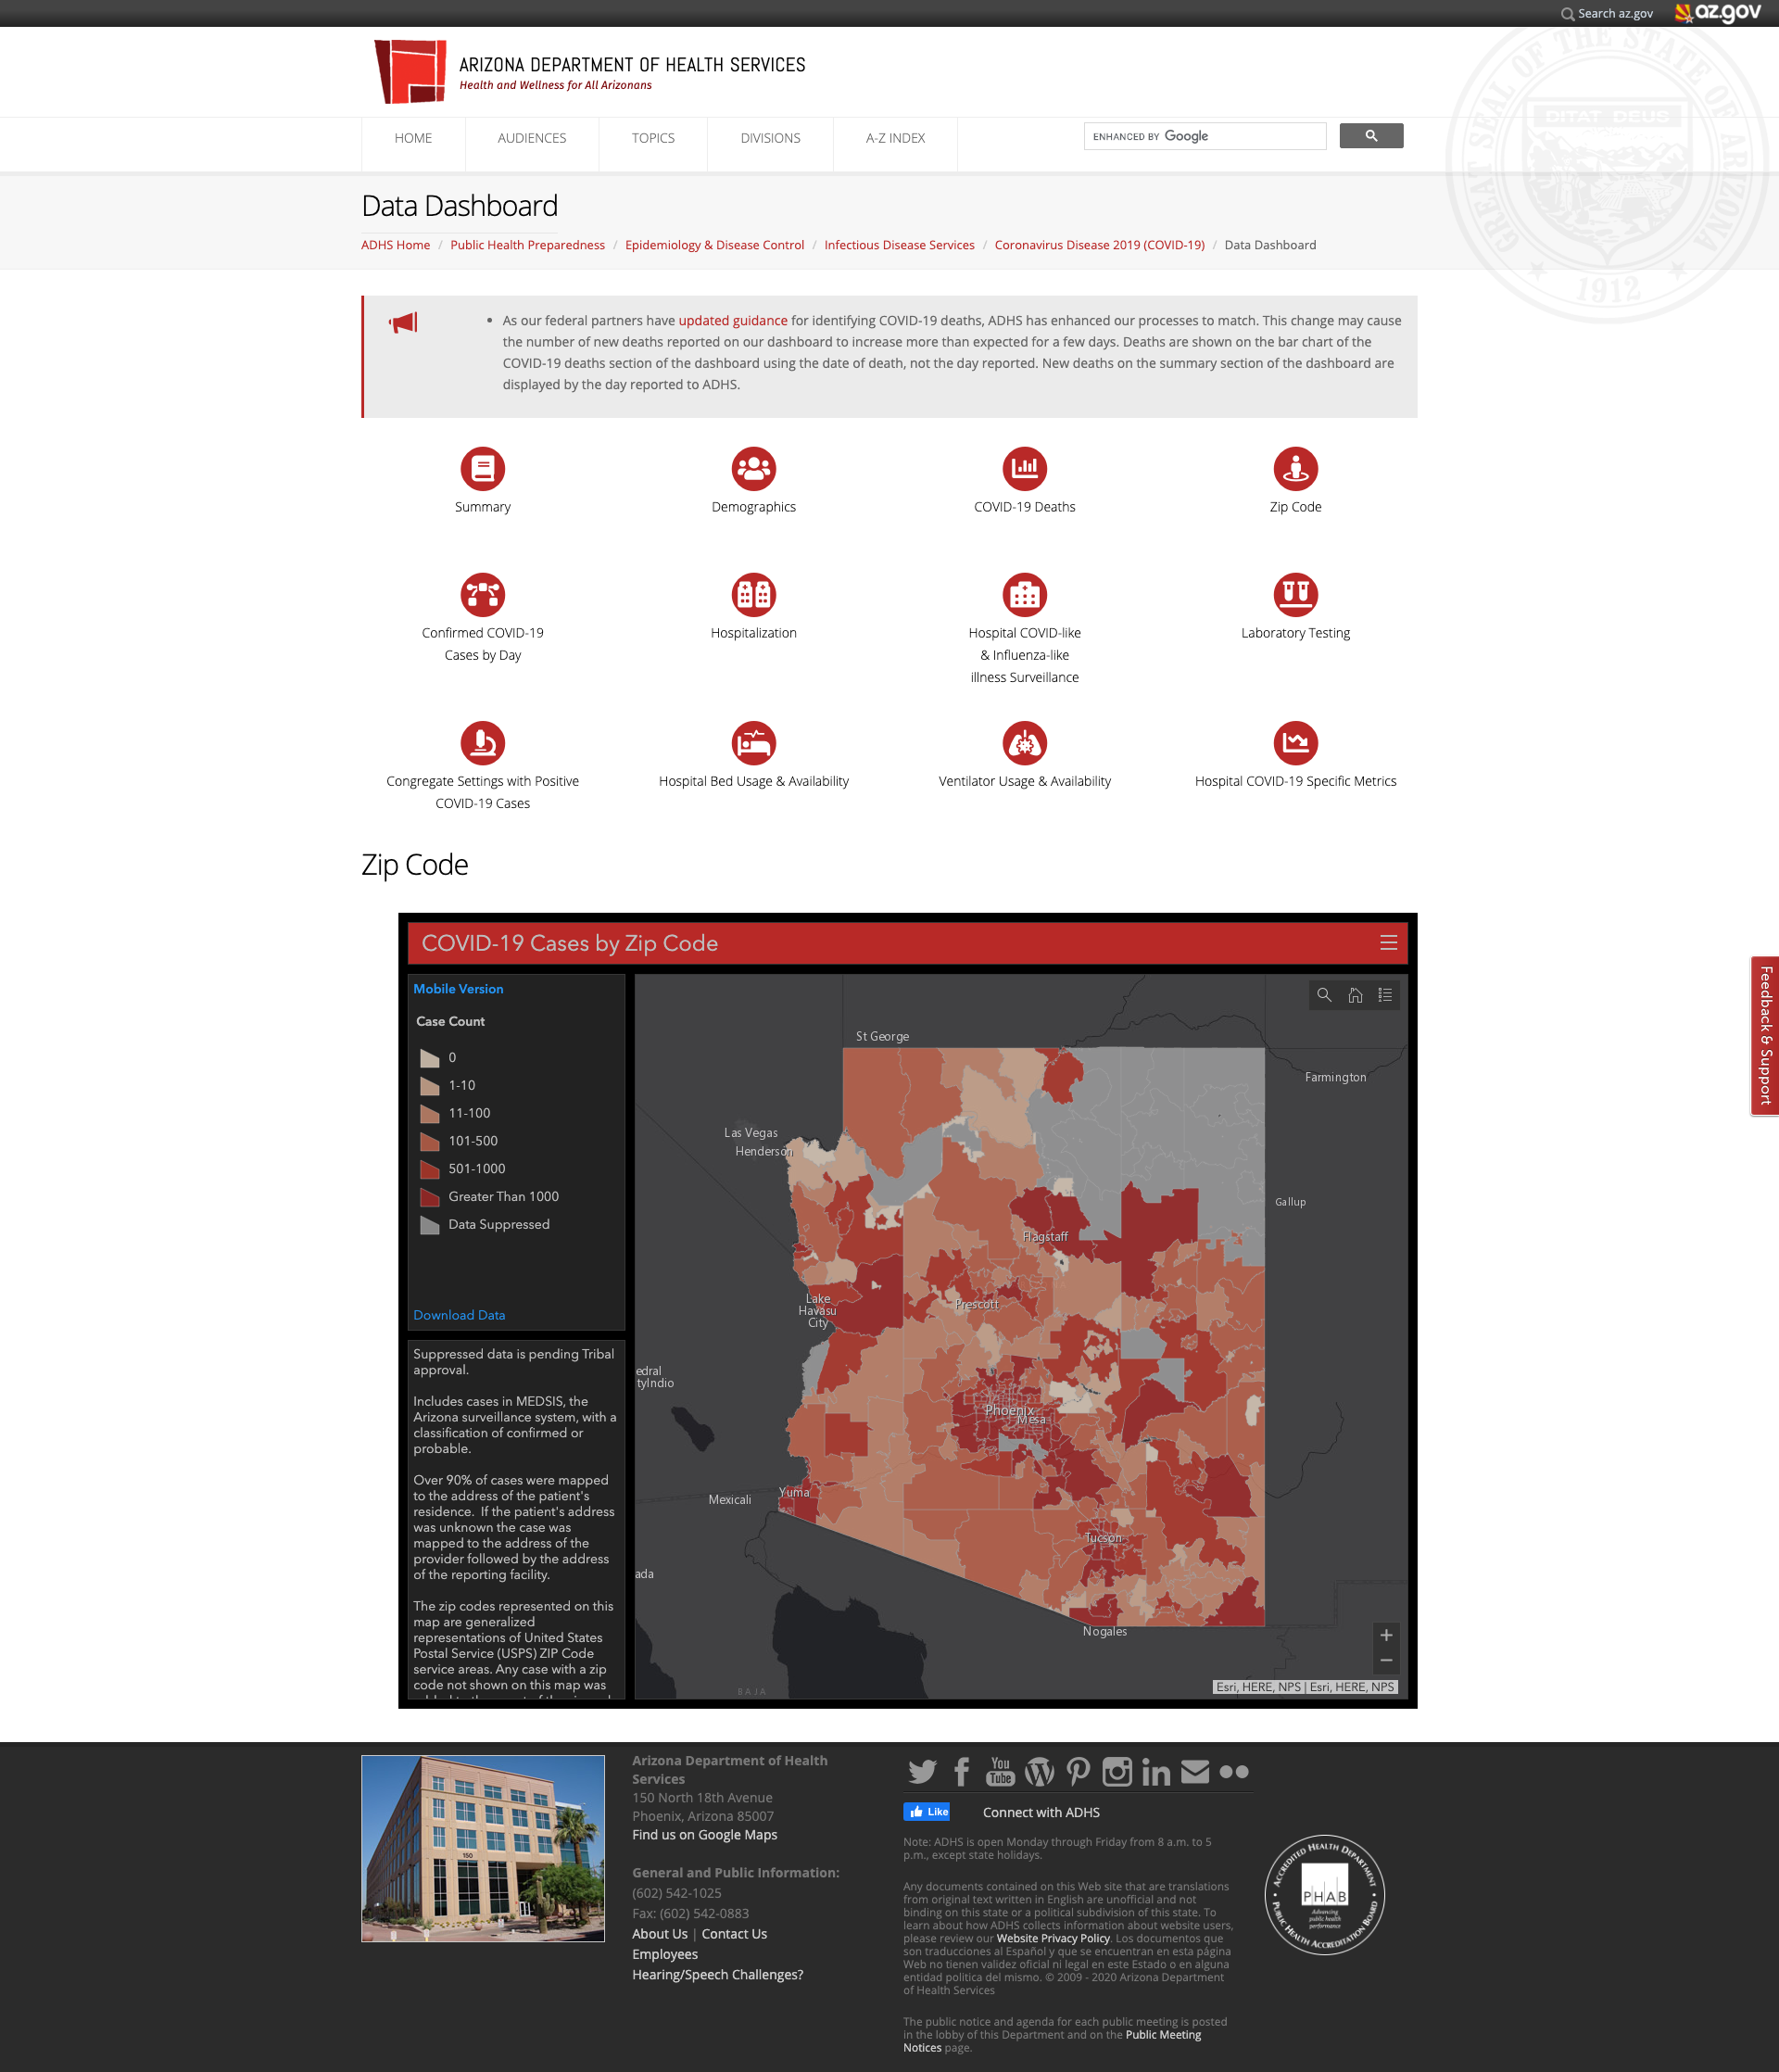 Search az.gov
az.gov
ARIZONA DEPARTMENT OF HEALTH SERVICES
Health and Wellness for All Arizonans
GREAT SEAL OF THE STATE OF ARIZONA
DITAT DEUS
1912
HOME
AUDIENCES
TOPICS
DIVISIONS
A-Z INDEX
ENHANCED BY Google
Data Dashboard
ADHS Home / Public Health Preparedness / Epidemiology & Disease Control / Infectious Disease Services / Coronavirus Disease 2019 (COVID-19) / Data Dashboard
• As our federal partners have updated guidance for identifying COVID-19 deaths, ADHS has enhanced our processes to match. This change may cause
the number of new deaths reported on our dashboard to increase more than expected for a few days. Deaths are shown on the bar chart of the
COVID-19 deaths section of the dashboard using the date of death, not the day reported. New deaths on the summary section of the dashboard are
displayed by the day reported to ADHS.
Summary
Demographics
COVID-19 Deaths
Zip Code
Confirmed COVID-19
Cases by Day
Hospitalization
Hospital COVID-like
& Influenza-like
illness Surveillance
Laboratory Testing
Congregate Settings with Positive
COVID-19 Cases
Hospital Bed Usage & Availability
Ventilator Usage & Availability
Hospital COVID-19 Specific Metrics
Zip Code
COVID-19 Cases by Zip Code
Mobile Version
Case Count
0
1-10
11-100
101-500
501-1000
Greater Than 1000
Data Suppressed
Download Data
Suppressed data is pending Tribal
approval.
Includes cases in MEDSIS, the
Arizona surveillance system, with a
classification of confirmed or
probable.
Over 90% of cases were mapped
to the address of the patient's
residence. If the patient's address
was unknown the case was
mapped to the address of the
provider followed by the address
of the reporting facility.
The zip codes represented on this
map are generalized
representations of United States
Postal Service (USPS) ZIP Code
service areas. Any case with a zip
code not shown on this map was
St George
Farmington
Las Vegas
Henderson
Gallup
Flagstaff
Lake
Havasu
City
Prescott
edral
ty
Indio
Phoenix
Mesa
Mexicali
Yuma
Tucson
ada
Nogales
BAJA
+
−
Esri, HERE, NPS | Esri, HERE, NPS
Feedback & Support
150
Arizona Department of Health
Services
150 North 18th Avenue
Phoenix, Arizona 85007
Find us on Google Maps
General and Public Information:
(602) 542-1025
Fax: (602) 542-0883
About Us | Contact Us
Employees
Hearing/Speech Challenges?
You
Tube
Like
Connect with ADHS
Note: ADHS is open Monday through Friday from 8 a.m. to 5
p.m., except state holidays.
Any documents contained on this Web site that are translations
from original text written in English are unofficial and not
binding on this state or a political subdivision of this state. To
learn about how ADHS collects information about website users,
please review our Website Privacy Policy. Los documentos que
son traducciones al Español y que se encuentran en esta página
Web no tienen validez oficial ni legal en este Estado o en alguna
entidad politica del mismo. © 2009 - 2020 Arizona Department
of Health Services
The public notice and agenda for each public meeting is posted
in the lobby of this Department and on the Public Meeting
Notices page.
ACCREDITED HEALTH DEPARTMENT
PHAB
Advancing
public health
performance
PUBLIC HEALTH ACCREDITATION BOARD